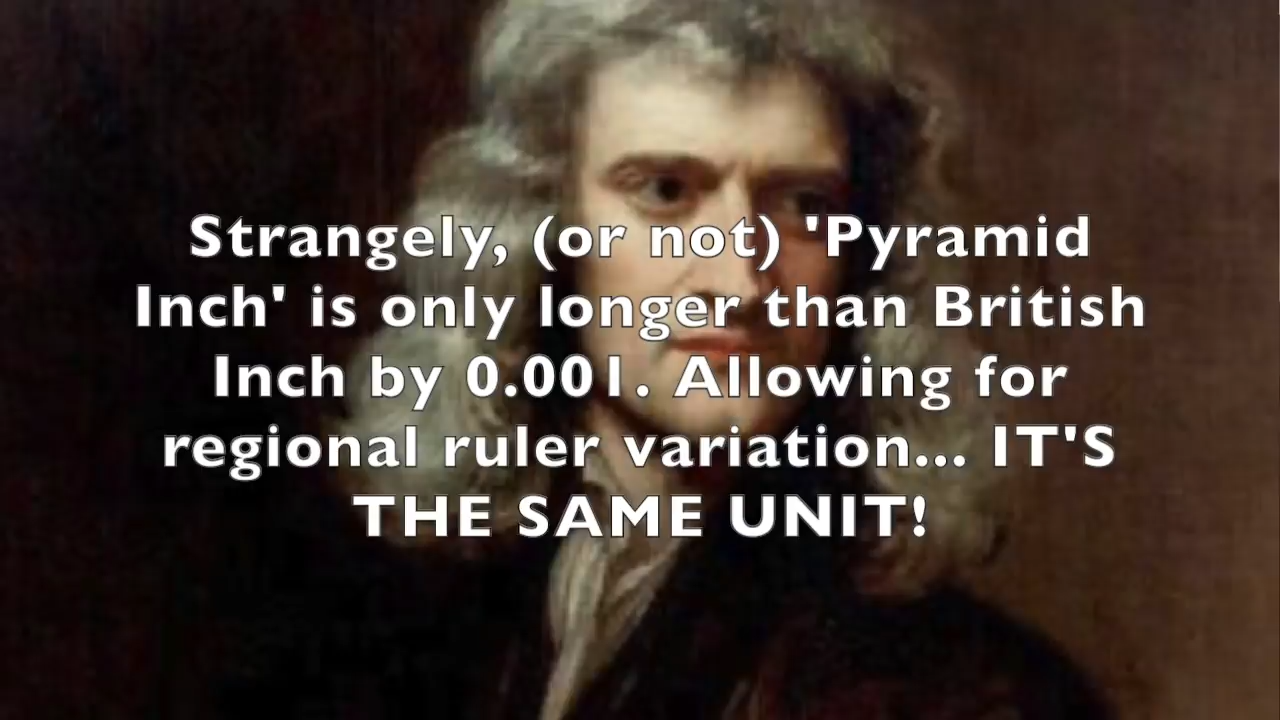 Strangely, (or not) 'Pyramid
Inch' is only longer than British
Inch by 0.001. Allowing for
regional ruler variation... IT'S
THE SAME UNIT!